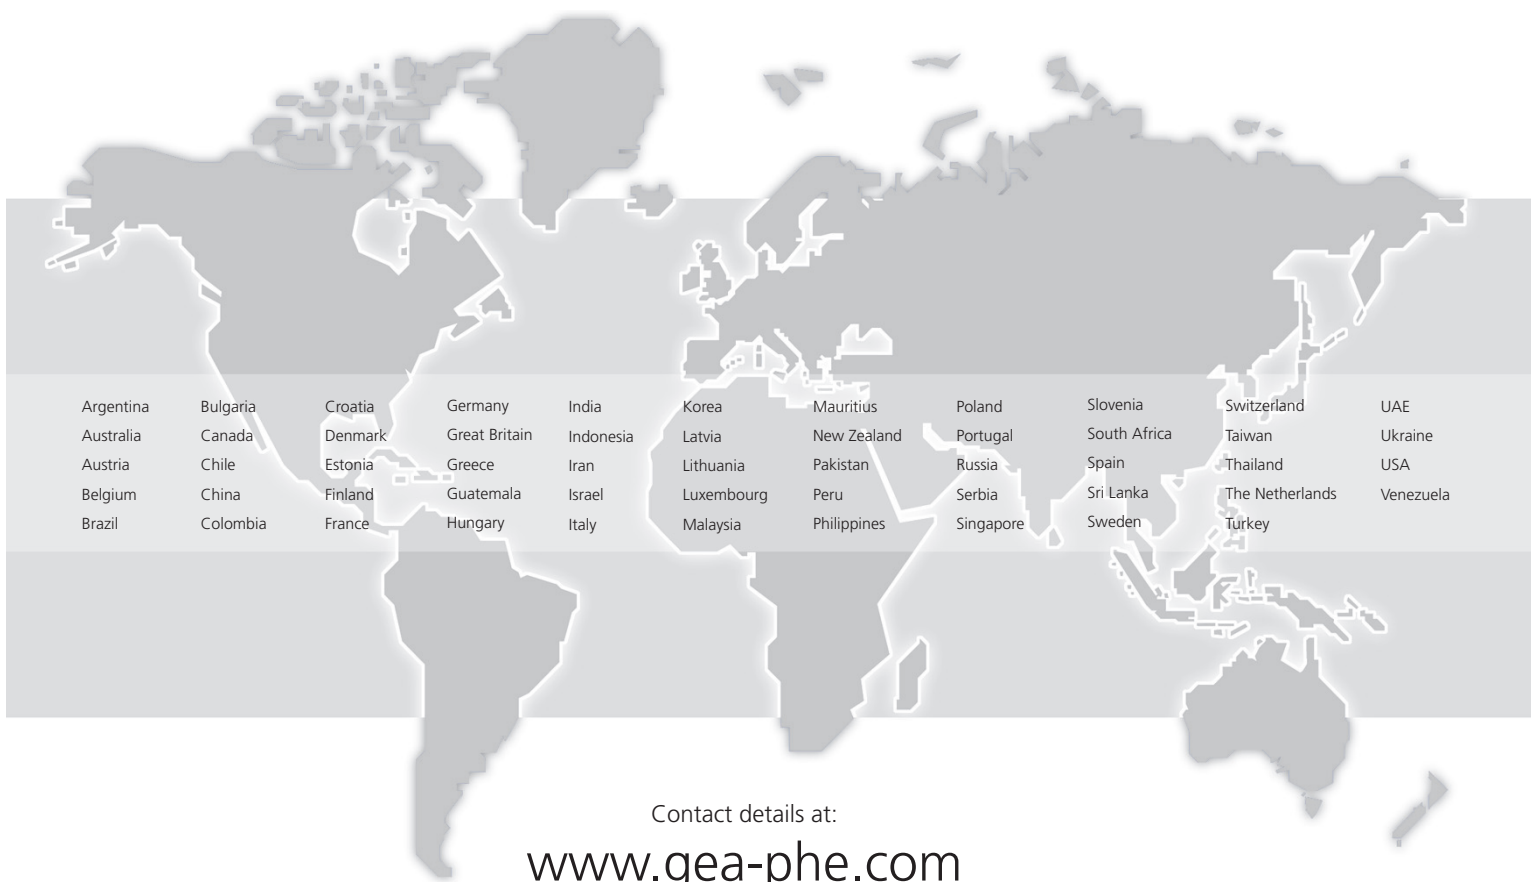 Argentina
Australia
Austria
Belgium
Brazil
Bulgaria
Canada
Chile
China
Colombia
Croatia
Denmark
Estonia
Finland
France
Germany
Great Britain
Greece
Guatemala
Hungary
India
Indonesia
Iran
Israel
Italy
Korea
Latvia
Lithuania
Luxembourg
Malaysia
Mauritius
New Zealand
Pakistan
Peru
Philippines
Poland
Portugal
Russia
Serbia
Singapore
Slovenia
South Africa
Spain
Sri Lanka
Sweden
Switzerland
Taiwan
Thailand
The Netherlands
Turkey
UAE
Ukraine
USA
Venezuela
Contact details at:
www.gea-phe.com